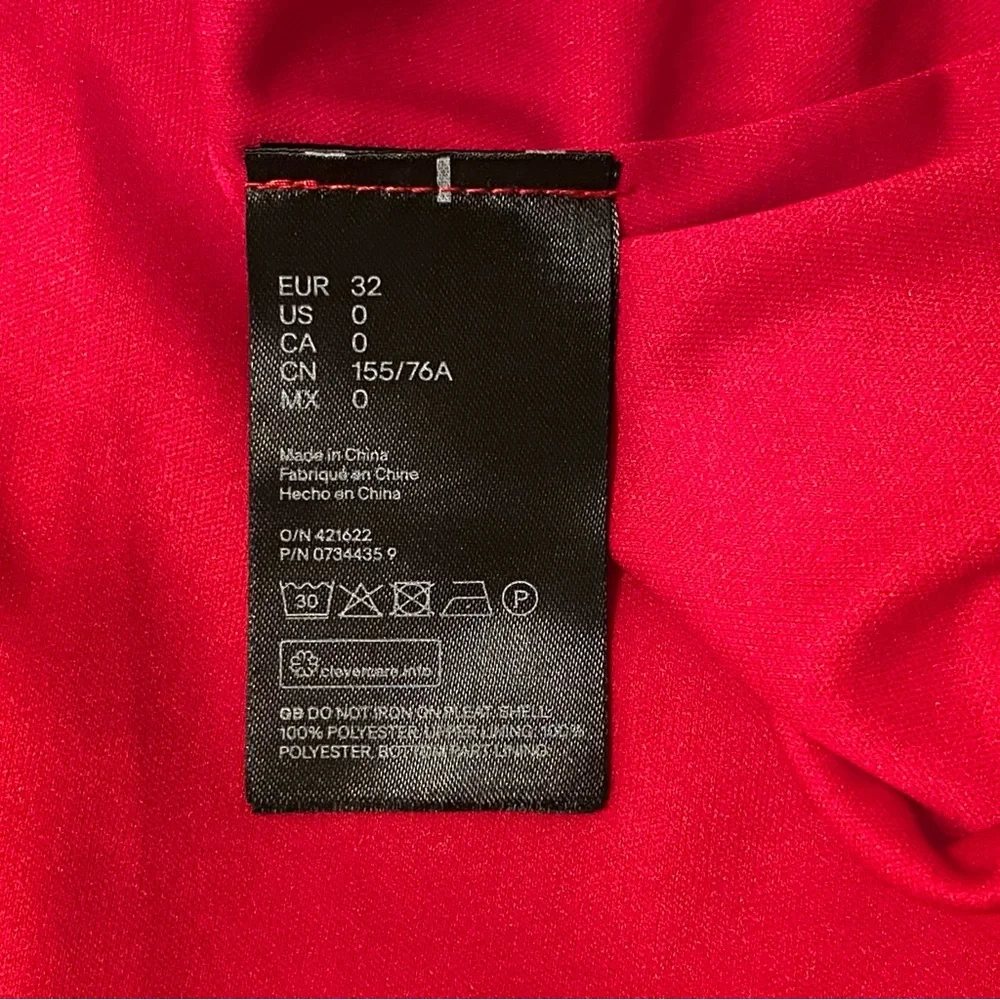 EUR 32
US 0
CA 0
CN 155/76A
MX 0
Made in China
Fabriqué en Chine
Hecho en China
O/N 421622
P/N 0734435 9
30
P
clevercare.info
GB DO NOT IRON ON PLEAT SHELL
100% POLYESTER UPPER LINING 100%
POLYESTER BOTTOM PART LINING